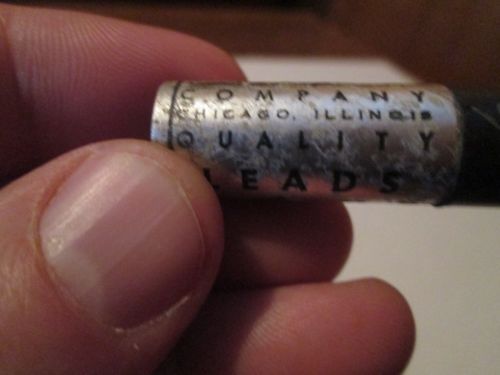 COMPANY
CHICAGO, ILLINOIS
QUALITY
LEADS